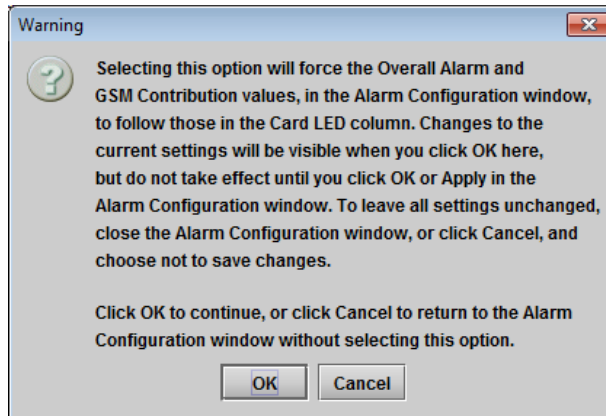 Warning
Selecting this option will force the Overall Alarm and
GSM Contribution values, in the Alarm Configuration window,
to follow those in the Card LED column. Changes to the
current settings will be visible when you click OK here,
but do not take effect until you click OK or Apply in the
Alarm Configuration window. To leave all settings unchanged,
close the Alarm Configuration window, or click Cancel, and
choose not to save changes.
Click OK to continue, or click Cancel to return to the Alarm
Configuration window without selecting this option.
OK Cancel